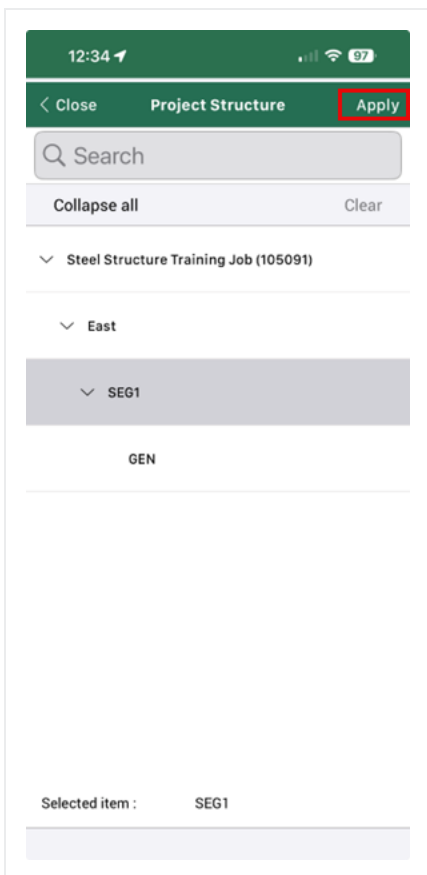 12:34 97
Close Project Structure Apply
Search
Collapse all Clear
Steel Structure Training Job (105091)
East
SEG1
GEN
Selected item : SEG1